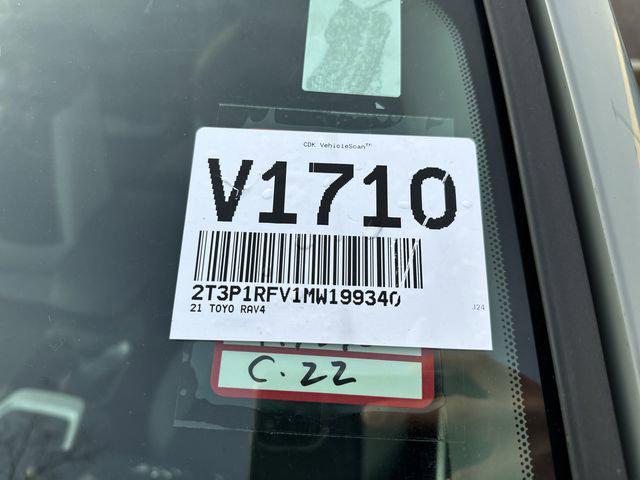 CDK VehicleScan™
V1710
2T3P1RFV1MW199340
21 TOYO RAV4
J24
C.22